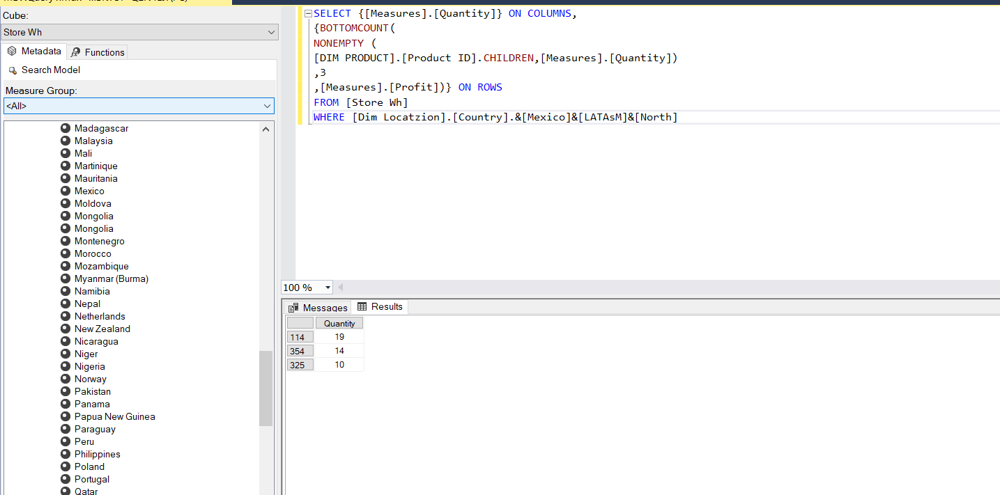 Cube:
Store Wh
Metadata
Functions
Search Model
Measure Group:
<All>
Madagascar
Malaysia
Mali
Martinique
Mauritania
Mexico
Moldova
Mongolia
Mongolia
Montenegro
Morocco
Mozambique
Myanmar (Burma)
Namibia
Nepal
Netherlands
New Zealand
Nicaragua
Niger
Nigeria
Norway
Pakistan
Panama
Papua New Guinea
Paraguay
Peru
Philippines
Poland
Portugal
Qatar
SELECT {[Measures].[Quantity]} ON COLUMNS,
{BOTTOMCOUNT(
NONEMPTY (
[DIM PRODUCT].[Product ID].CHILDREN,[Measures].[Quantity])
,3
,[Measures].[Profit])} ON ROWS
FROM [Store Wh]
WHERE [Dim Locatzion].[Country].&[Mexico]&[LATAsM]&[North]
100 %
Messages
Results
Quantity
114 19
354 14
325 10